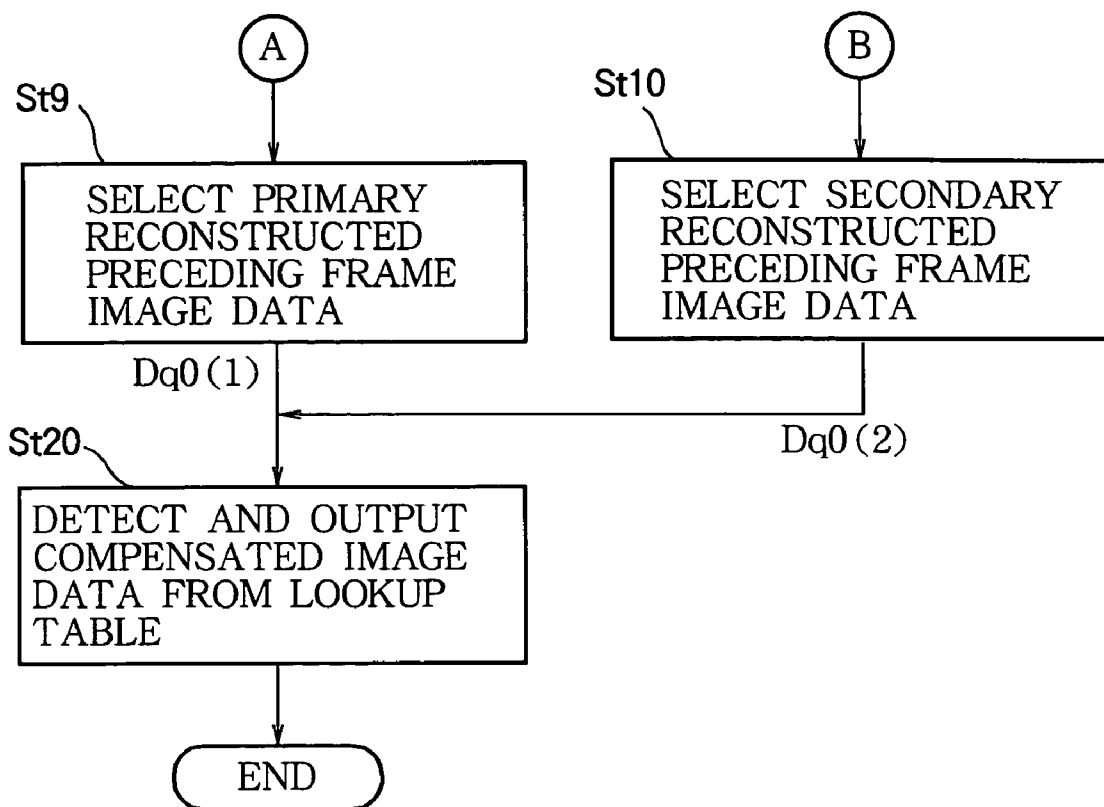 A
B
St9
St10
SELECT PRIMARY
RECONSTRUCTED
PRECEDING FRAME
IMAGE DATA
SELECT SECONDARY
RECONSTRUCTED
PRECEDING FRAME
IMAGE DATA
Dq0(1)
Dq0(2)
St20
DETECT AND OUTPUT
COMPENSATED IMAGE
DATA FROM LOOKUP
TABLE
END